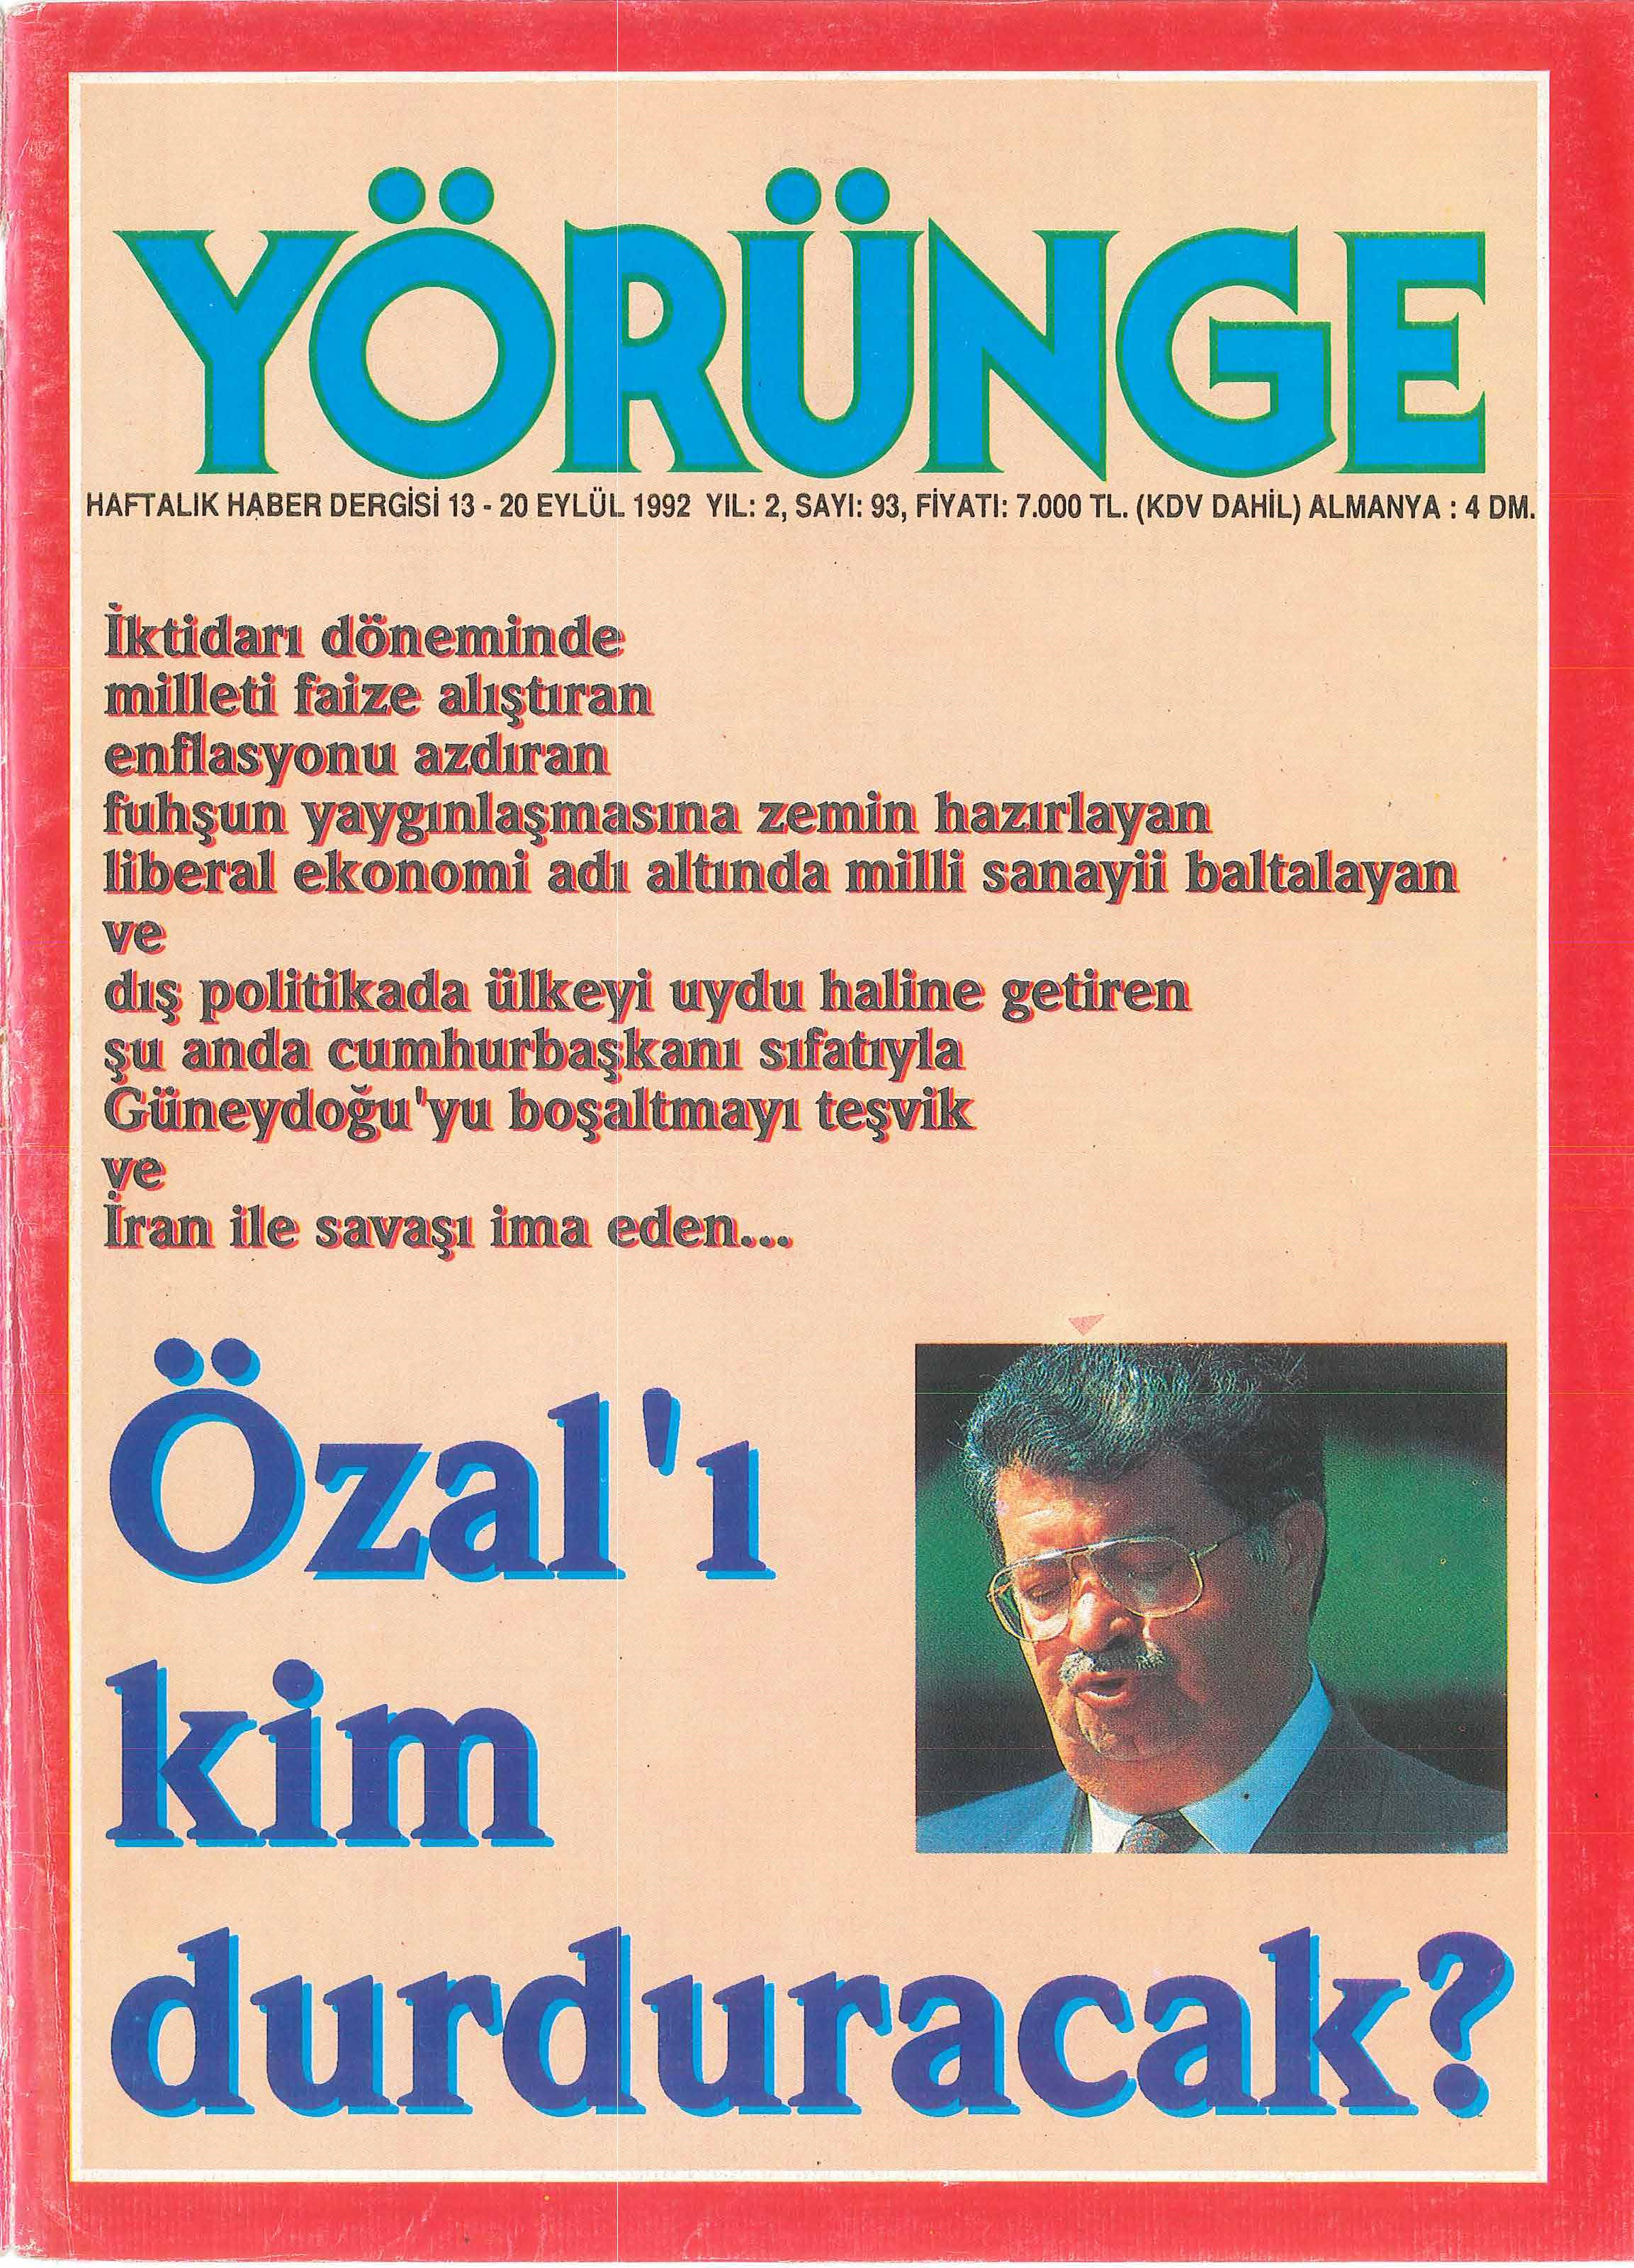 YÖRÜNGE
HAFTALIK HABER DERGİSİ 13 - 20 EYLÜL 1992 YIL: 2, SAYI: 93, FİYATI: 7.000 TL. (KDV DAHİL) ALMANYA : 4 DM.
İktidarı döneminde
milleti faize alıştıran
enflasyonu azdıran
fuhşun yaygınlaşmasına zemin hazırlayan
liberal ekonomi adı altında milli sanayii baltalayan
ve
dış politikada ülkeyi uydu haline getiren
şu anda cumhurbaşkanı sıfatıyla
Güneydoğu'yu boşaltmayı teşvik
ve
İran ile savaşı ima eden...
Özal'ı
kim
durduracak?